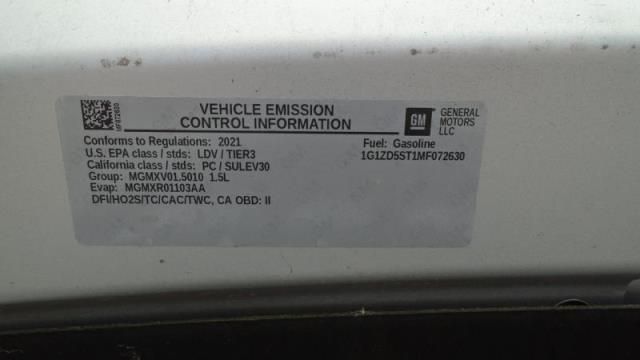 MF072630
VEHICLE EMISSION
CONTROL INFORMATION
GM
GENERAL
MOTORS
LLC
Conforms to Regulations: 2021
U.S. EPA class / stds: LDV / TIER3
California class / stds: PC / SULEV30
Group: MGMXV01.5010 1.5L
Evap: MGMXR01103AA
DFI/HO2S/TC/CAC/TWC, CA OBD: II
Fuel: Gasoline
1G1ZD5ST1MF072630